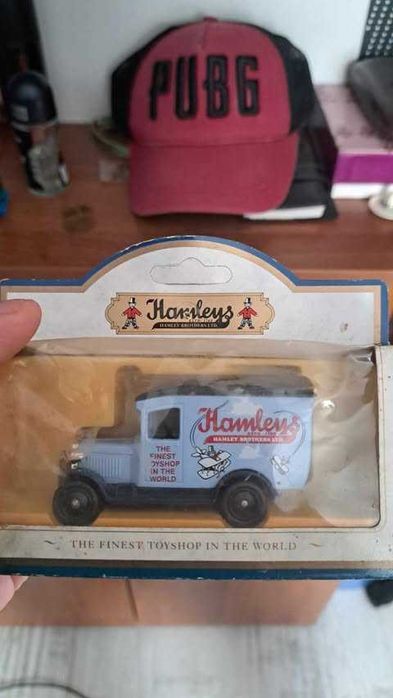 PUBG
Hamleys
HAMLEY BROTHERS LTD.
Hamleys
HAMLEY BROTHERS LTD.
THE
FINEST
TOYSHOP
IN THE
WORLD
THE FINEST TOYSHOP IN THE WORLD